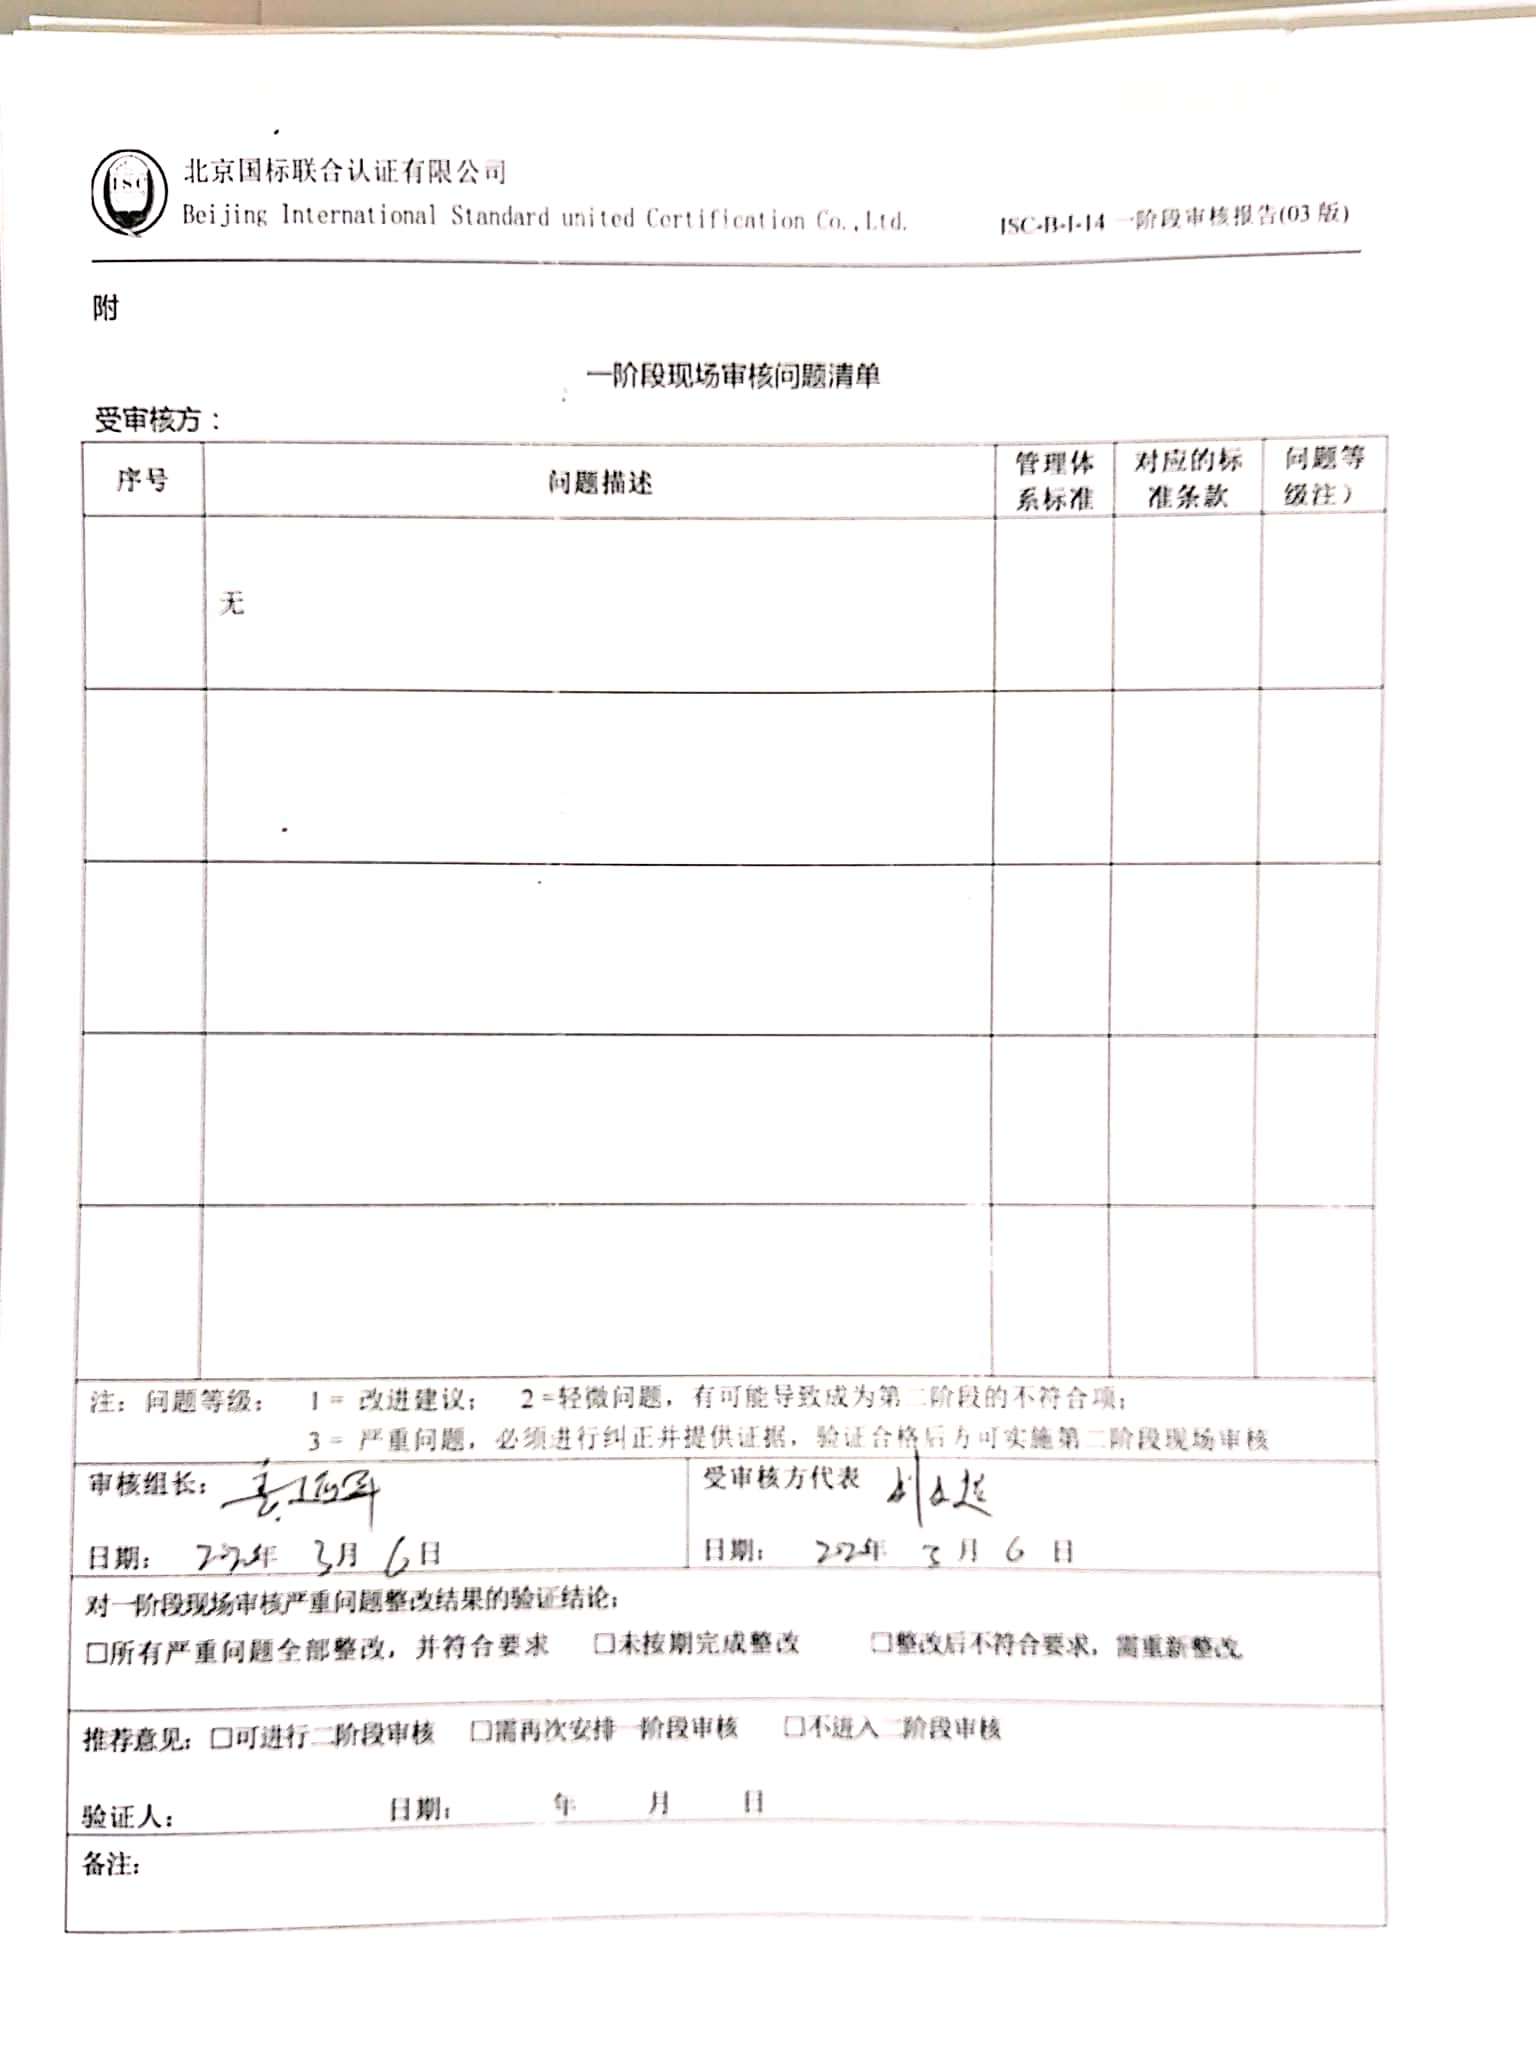 ISC
北京国标联合认证有限公司
Beijing International Standard united Certification Co.,Ltd.
ISC-B-I-14 一阶段审核报告(03 版)
附
一阶段现场审核问题清单
受审核方：
序号 问题描述 管理体系标准 对应的标准条款 问题等级注）
无
注：问题等级： 1 = 改进建议； 2 =轻微问题，有可能导致成为第二阶段的不符合项；
3 = 严重问题，必须进行纠正并提供证据，验证合格后方可实施第二阶段现场审核
审核组长： 受审核方代表
日期： 年 3月 6日 日期： 年 3 月 6 日
对一阶段现场审核严重问题整改结果的验证结论：
□所有严重问题全部整改，并符合要求 □未按期完成整改 □整改后不符合要求，需重新整改
推荐意见：□可进行二阶段审核 □需再次安排一阶段审核 □不进入二阶段审核
验证人： 日期： 年 月 日
备注：